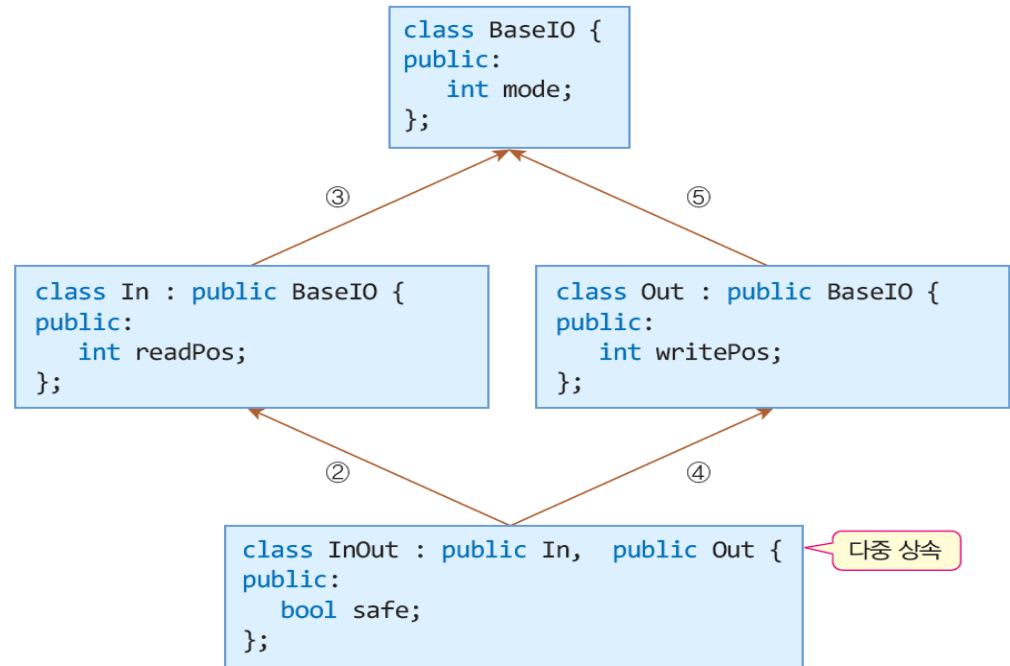 class BaseIO {
public:
int mode;
};
③
⑤
class In : public BaseIO {
public:
int readPos;
};
class Out : public BaseIO {
public:
int writePos;
};
②
④
class InOut : public In, public Out {
public:
bool safe;
};
다중 상속